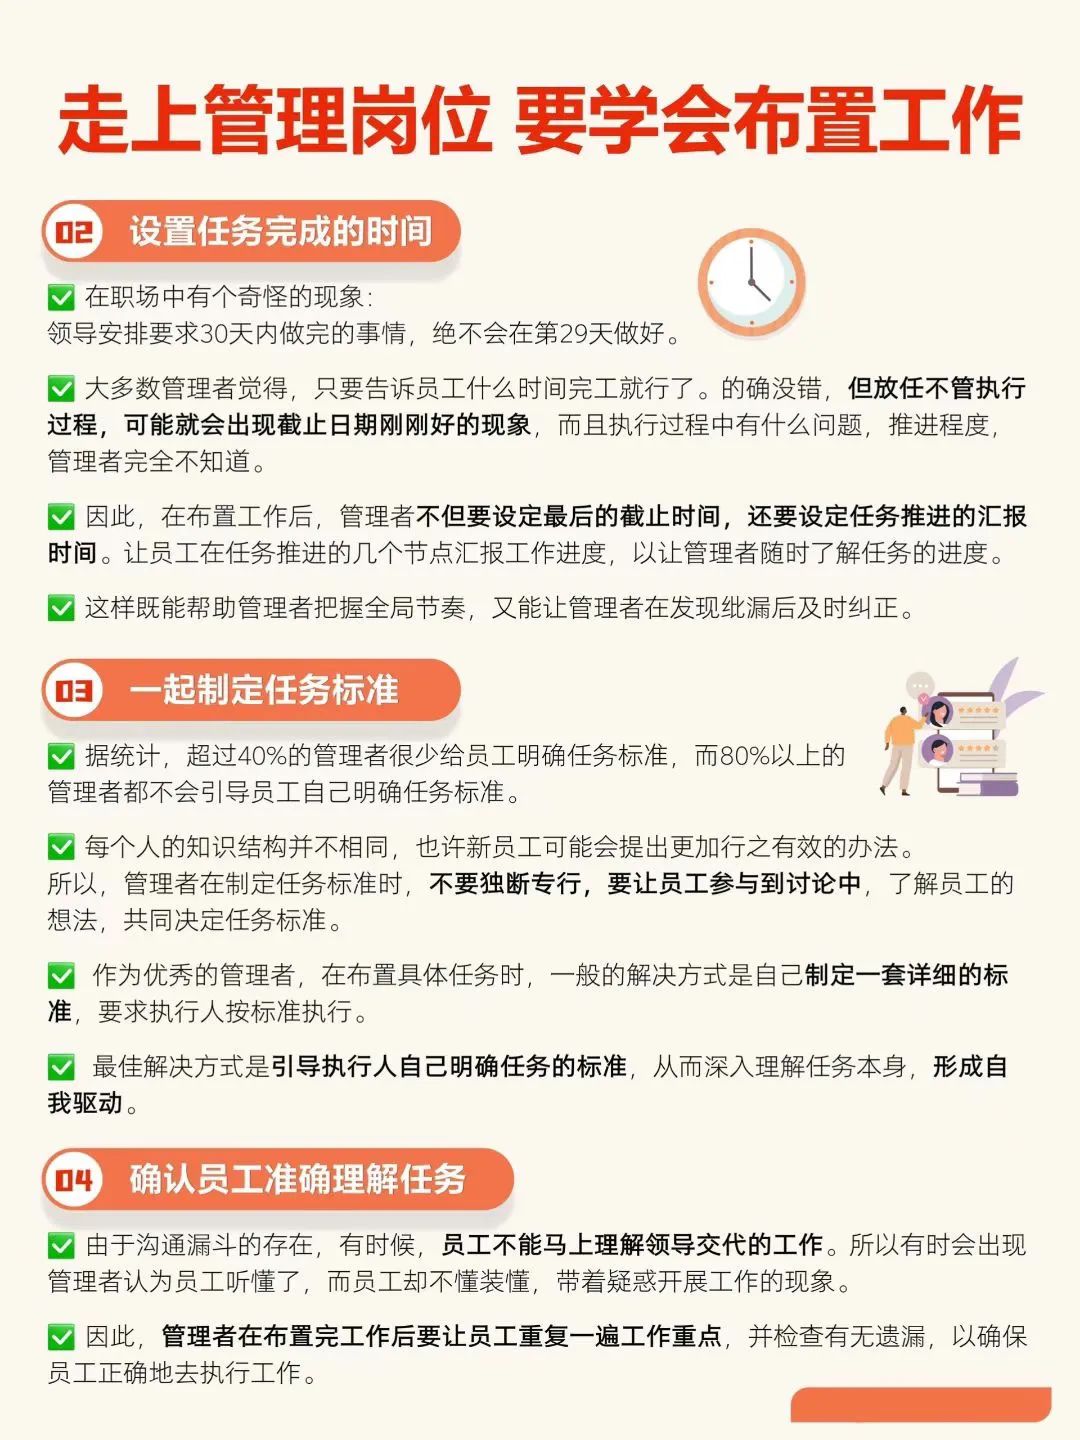 走上管理岗位 要学会布置工作
02 设置任务完成的时间
✅ 在职场中有个奇怪的现象：
领导安排要求30天内做完的事情，绝不会在第29天做好。
✅ 大多数管理者觉得，只要告诉员工什么时间完工就行了。的确没错，但放任不管执行
过程，可能就会出现截止日期刚刚好的现象，而且执行过程中有什么问题，推进程度，
管理者完全不知道。
✅ 因此，在布置工作后，管理者不但要设定最后的截止时间，还要设定任务推进的汇报
时间。让员工在任务推进的几个节点汇报工作进度，以让管理者随时了解任务的进度。
✅ 这样既能帮助管理者把握全局节奏，又能让管理者在发现纰漏后及时纠正。
03 一起制定任务标准
✅ 据统计，超过40%的管理者很少给员工明确任务标准，而80%以上的
管理者都不会引导员工自己明确任务标准。
✅ 每个人的知识结构并不相同，也许新员工可能会提出更加行之有效的办法。
所以，管理者在制定任务标准时，不要独断专行，要让员工参与到讨论中，了解员工的
想法，共同决定任务标准。
✅ 作为优秀的管理者，在布置具体任务时，一般的解决方式是自己制定一套详细的标
准，要求执行人按标准执行。
✅ 最佳解决方式是引导执行人自己明确任务的标准，从而深入理解任务本身，形成自
我驱动。
04 确认员工准确理解任务
✅ 由于沟通漏斗的存在，有时候，员工不能马上理解领导交代的工作。所以有时会出现
管理者认为员工听懂了，而员工却不懂装懂，带着疑惑开展工作的现象。
✅ 因此，管理者在布置完工作后要让员工重复一遍工作重点，并检查有无遗漏，以确保
员工正确地去执行工作。